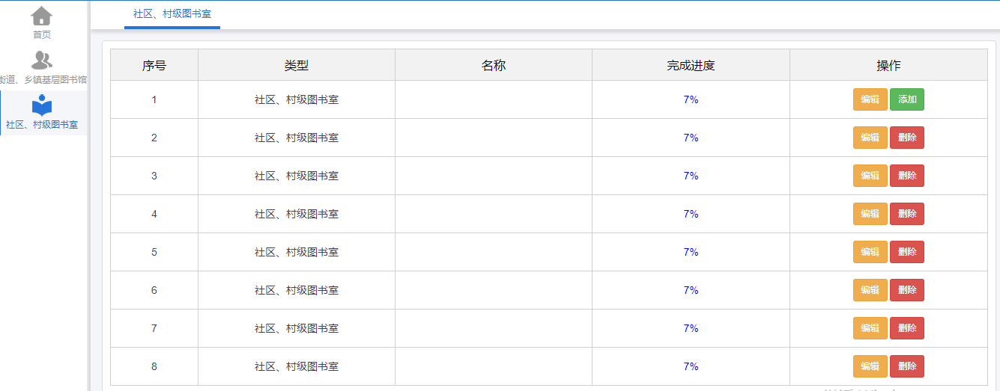 社区、村级图书室
首页
街道、乡镇基层图书馆
社区、村级图书室
序号 类型 名称 完成进度 操作
1 社区、村级图书室 7% 编辑 添加
2 社区、村级图书室 7% 编辑 删除
3 社区、村级图书室 7% 编辑 删除
4 社区、村级图书室 7% 编辑 删除
5 社区、村级图书室 7% 编辑 删除
6 社区、村级图书室 7% 编辑 删除
7 社区、村级图书室 7% 编辑 删除
8 社区、村级图书室 7% 编辑 删除